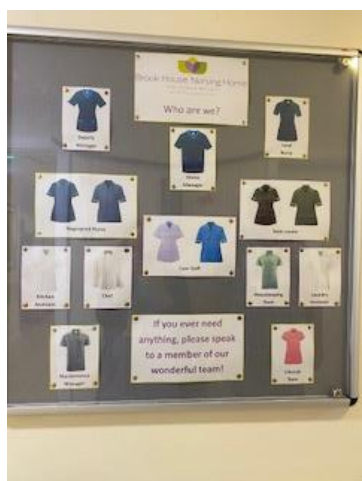 Brook House Nursing Home
Who are we?
Deputy
Manager
Home
Manager
Lead
Nurse
Registered Nurse
Team Leader
Care Staff
Kitchen
Assistant
Chef
Housekeeping
Team
Laundry
Assistant
If you ever need
anything, please speak
to a member of our
wonderful team!
Maintenance
Manager
Lifestyle
Team